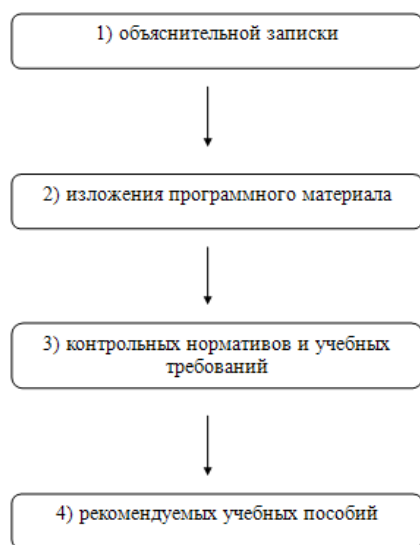 1) объяснительной записки
2) изложения программного материала
3) контрольных нормативов и учебных
требований
4) рекомендуемых учебных пособий